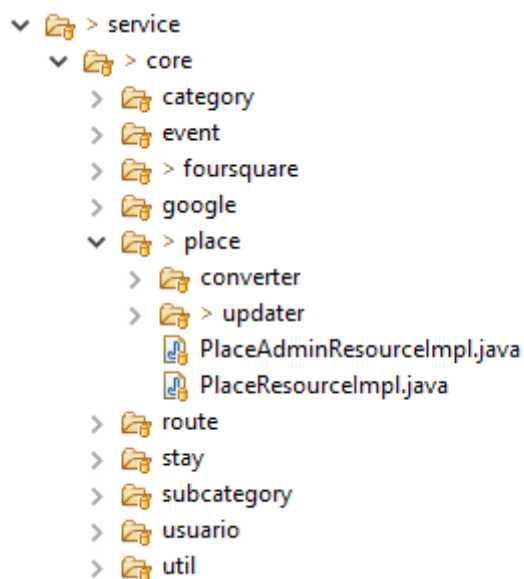 > service
> core
category
event
> foursquare
google
> place
converter
> updater
PlaceAdminResourceImpl.java
PlaceResourceImpl.java
route
stay
subcategory
usuario
util